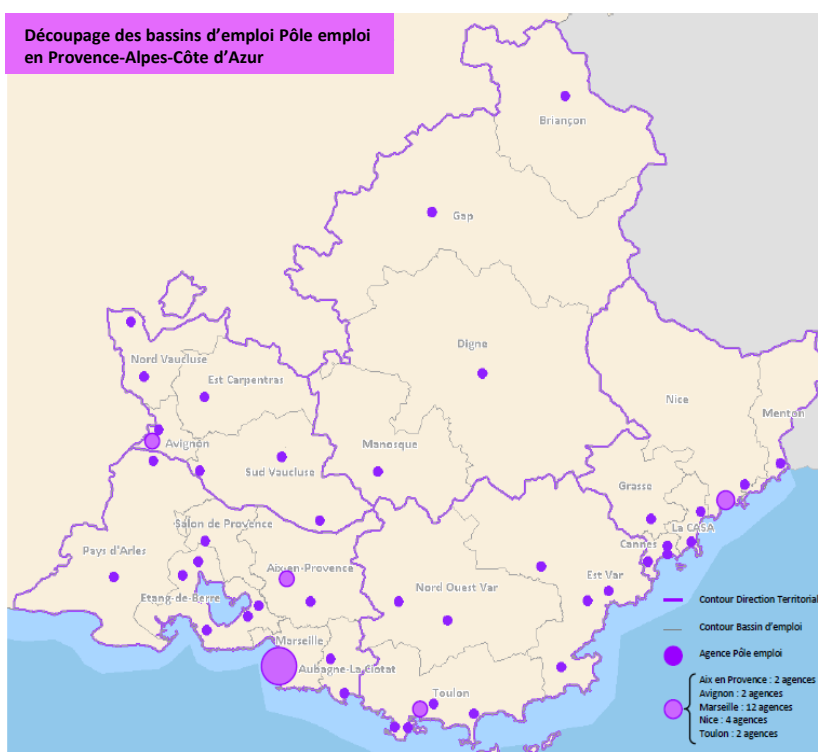 Découpage des bassins d'emploi Pôle emploi
en Provence-Alpes-Côte d'Azur
Briançon
Gap
Digne
Nord Vaucluse
Est Carpentras
Nice
Menton
Avignon
Manosque
Sud Vaucluse
Grasse
Salon de Provence
La CASA
Pays d'Arles
Cannes
Aix-en-Provence
Est Var
Nord Ouest Var
Etang-de-Berre
Marseille
Aubagne-La Ciotat
Toulon
Contour Direction Territorial
Contour Bassin d'emploi
Agence Pôle emploi
Aix en Provence : 2 agences
Avignon : 2 agences
Marseille : 12 agences
Nice : 4 agences
Toulon : 2 agences